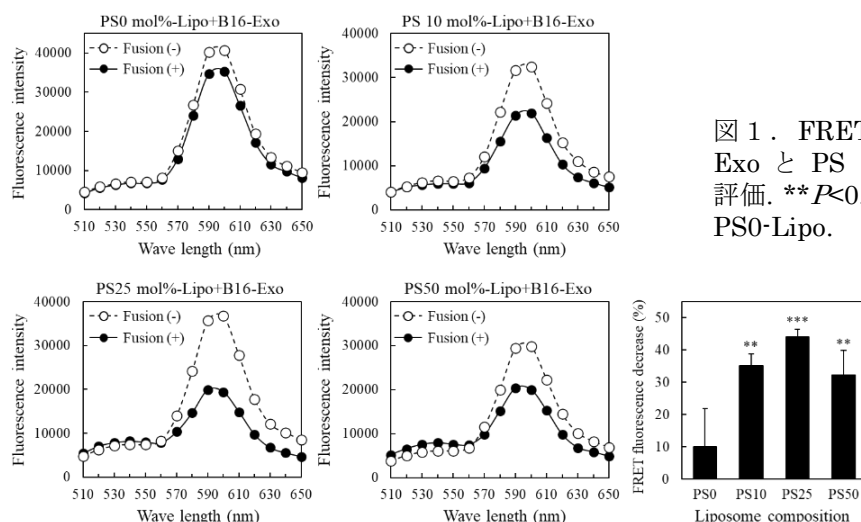 PS0 mol%-Lipo+B16-Exo
Fluorescence intensity
40000
30000
20000
10000
0
Fusion (-)
Fusion (+)
510 530 550 570 590 610 630 650
Wave length (nm)
PS 10 mol%-Lipo+B16-Exo
Fluorescence intensity
40000
30000
20000
10000
0
Fusion (-)
Fusion (+)
510 530 550 570 590 610 630 650
Wave length (nm)
図 1 . FRET
Exo と PS
評価. **P<0.
PS0-Lipo.
PS25 mol%-Lipo+B16-Exo
Fluorescence intensity
40000
30000
20000
10000
0
Fusion (-)
Fusion (+)
510 530 550 570 590 610 630 650
Wave length (nm)
PS50 mol%-Lipo+B16-Exo
Fluorescence intensity
40000
30000
20000
10000
0
Fusion (-)
Fusion (+)
510 530 550 570 590 610 630 650
Wave length (nm)
FRET fluorescence decrease (%)
50
40
30
20
10
0
** *** **
PS0 PS10 PS25 PS50
Liposome composition